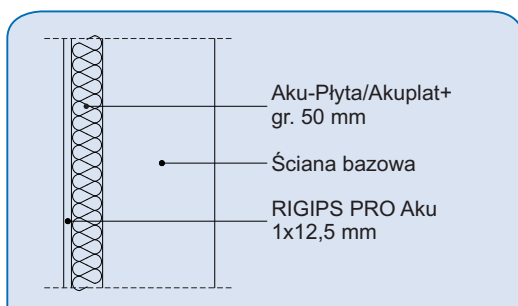 Aku-Płyta/Akuplat+
gr. 50 mm
Ściana bazowa
RIGIPS PRO Aku
1x12,5 mm